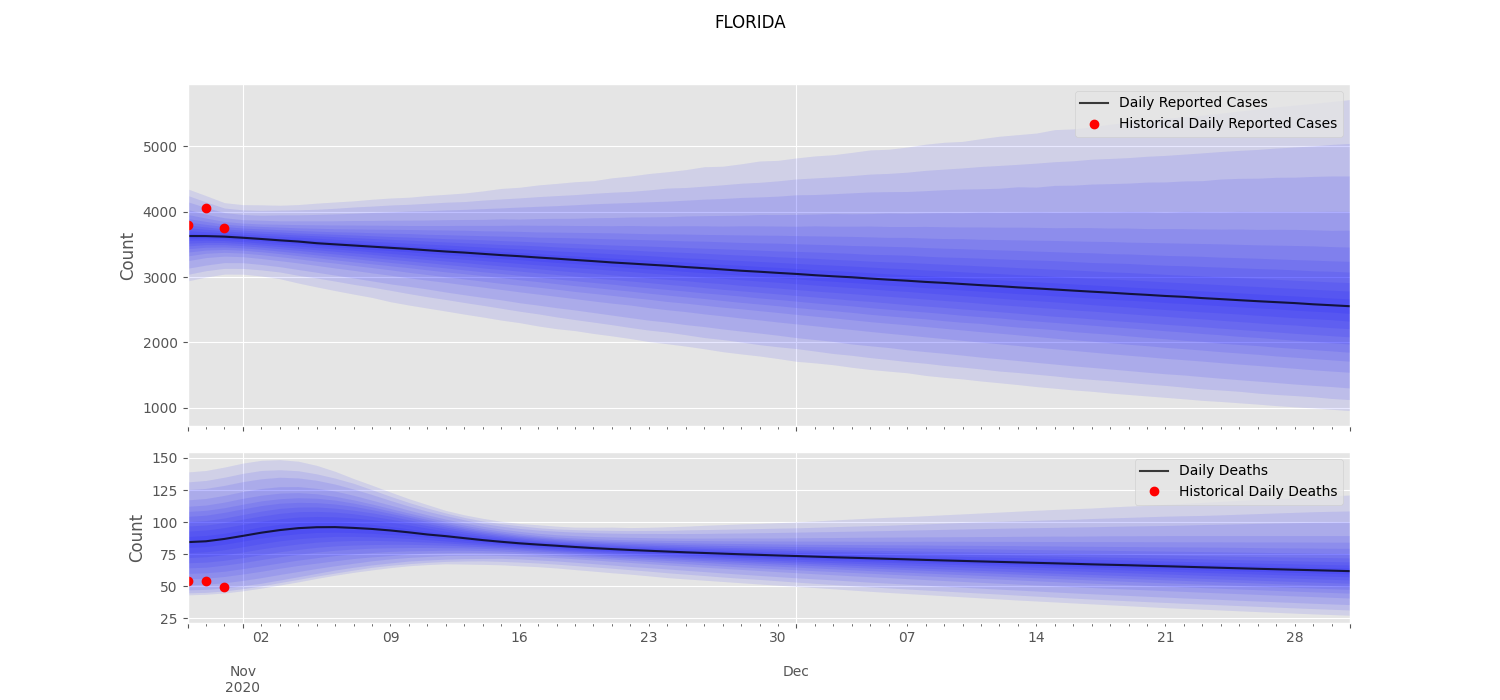 FLORIDA
Daily Reported Cases
Historical Daily Reported Cases
5000
4000
3000
2000
1000
Count
Daily Deaths
Historical Daily Deaths
150
125
100
75
50
25
Count
02 09 16 23 30 07 14 21 28
Nov Dec
2020